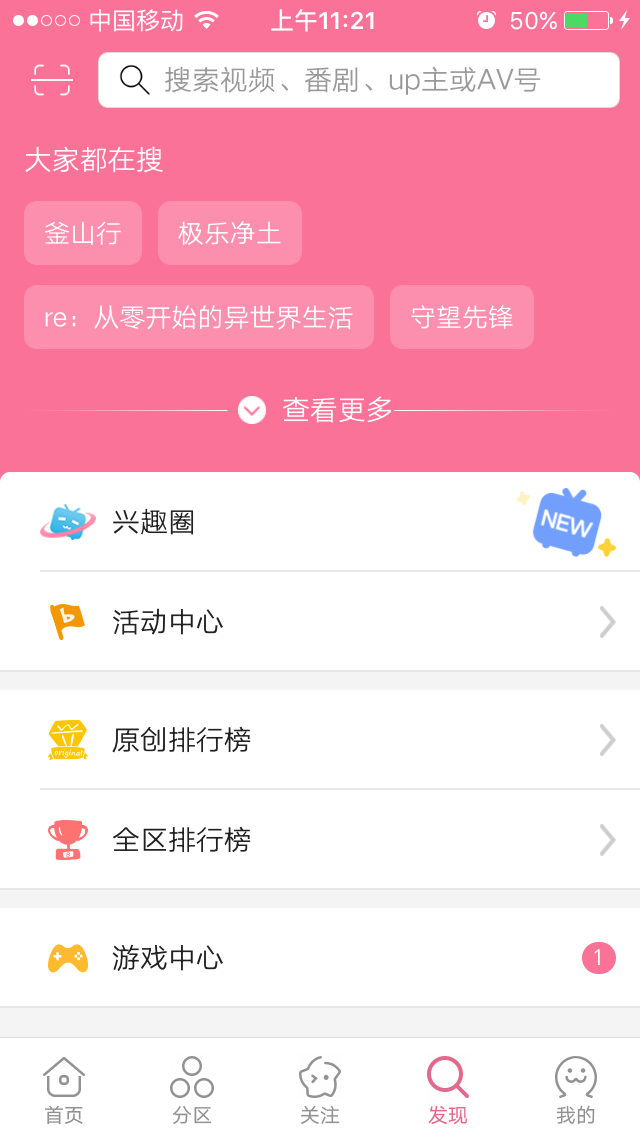 中国移动 上午11:21 50%
搜索视频、番剧、up主或AV号
大家都在搜
釜山行 极乐净土
re：从零开始的异世界生活 守望先锋
查看更多
兴趣圈 NEW
活动中心
original 原创排行榜
全区排行榜
游戏中心 1
首页 分区 关注 发现 我的